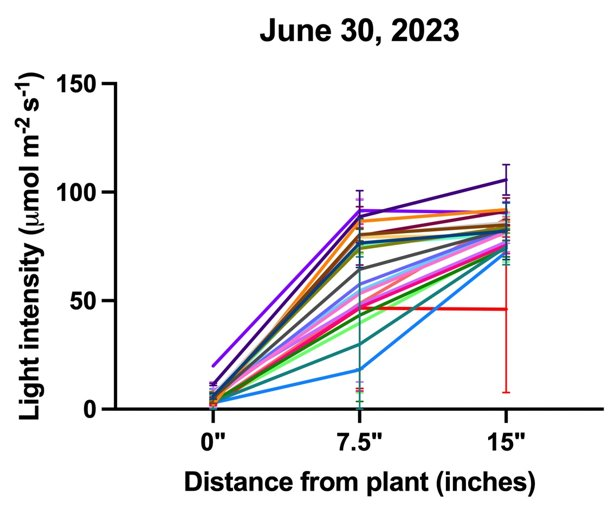 June 30, 2023
Light intensity (μmol m-2 s-1)
150
100
50
0
0"
7.5"
15"
Distance from plant (inches)